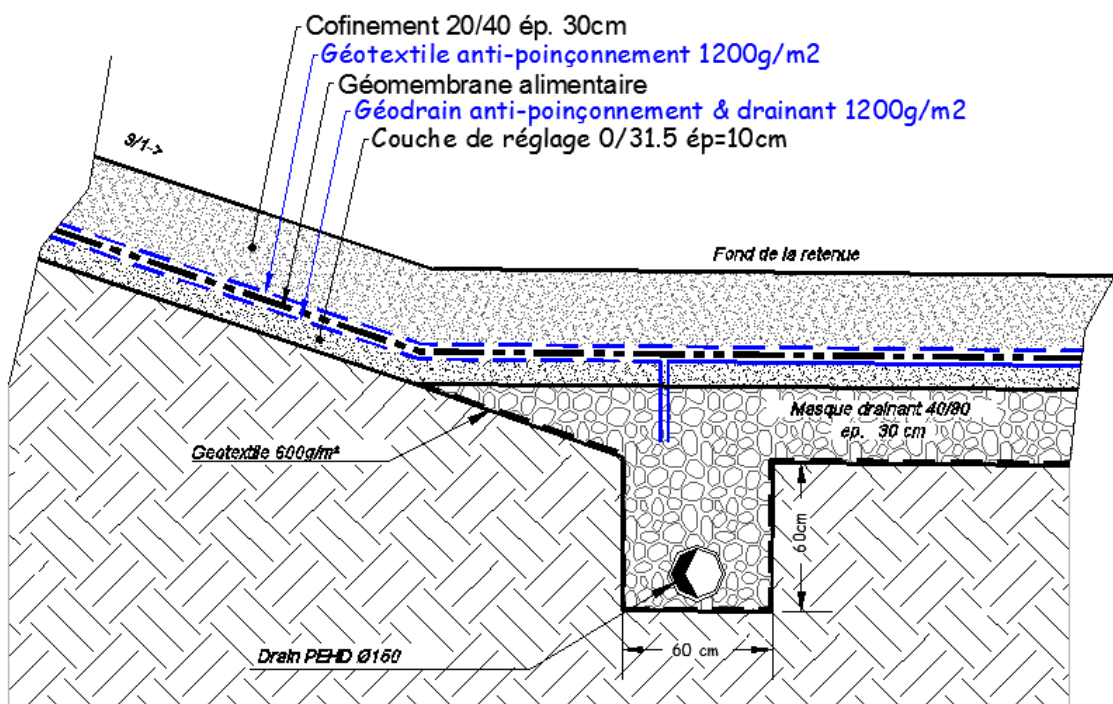 Cofinement 20/40 ép. 30cm
Géotextile anti-poinçonnement 1200g/m2
Géomembrane alimentaire
Géodrain anti-poinçonnement & drainant 1200g/m2
Couche de réglage 0/31.5 ép=10cm
3/1->
Fond de la retenue
Masque drainant 40/80
ep. 30 cm
Geotextile 600g/m²
60cm
60 cm
Drain PEHD Ø160